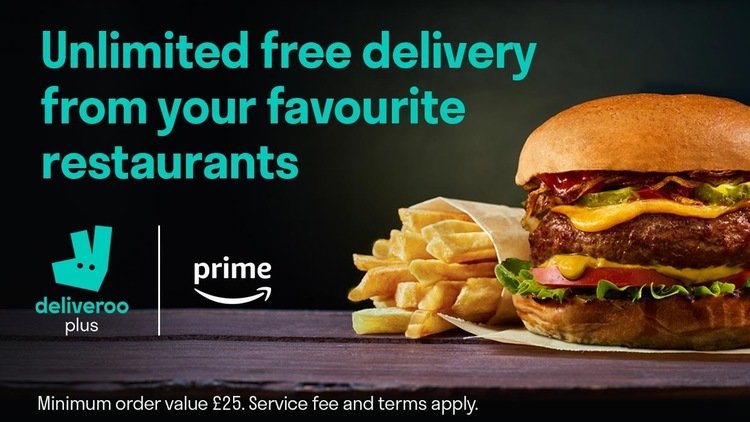 Unlimited free delivery
from your favourite
restaurants
deliveroo
plus
prime
Minimum order value £25. Service fee and terms apply.